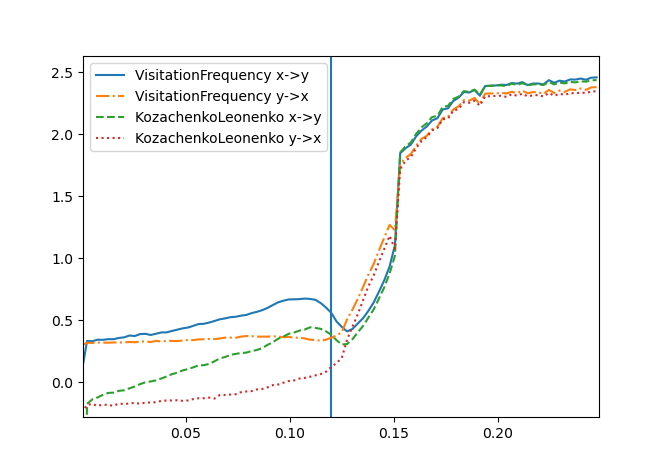 VisitationFrequency x->y
VisitationFrequency y->x
KozachenkoLeonenko x->y
KozachenkoLeonenko y->x
2.5
2.0
1.5
1.0
0.5
0.0
0.05 0.10 0.15 0.20